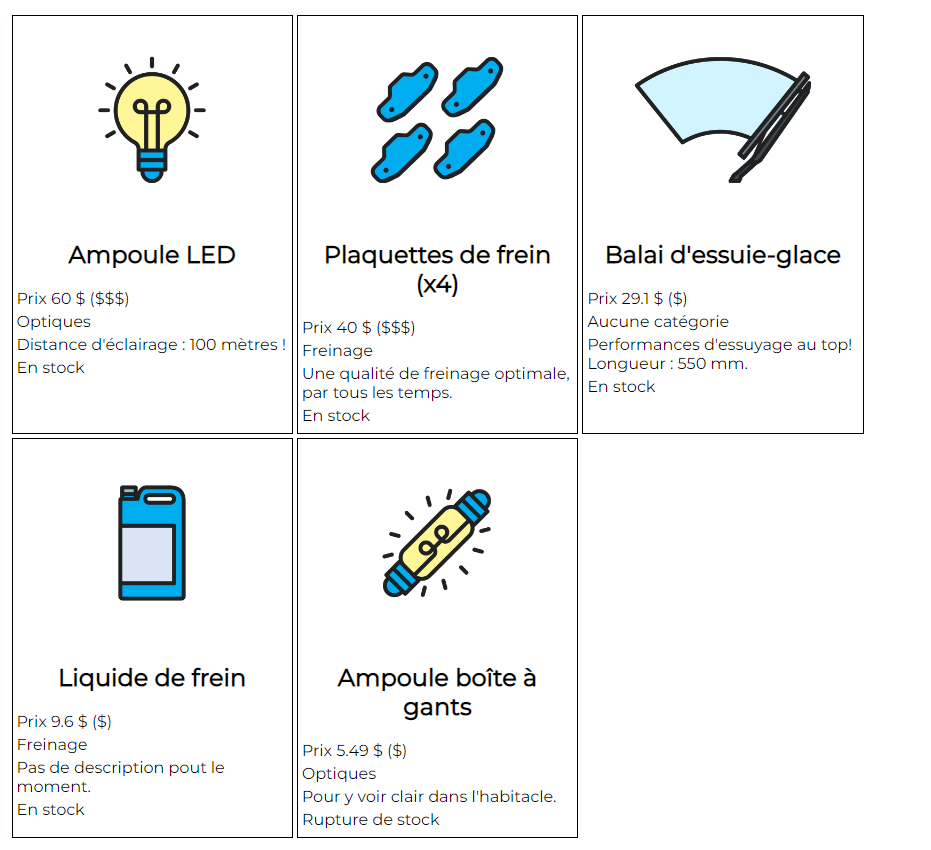 Ampoule LED
Prix 60 $ ($$$)
Optiques
Distance d'éclairage : 100 mètres !
En stock
Plaquettes de frein
(x4)
Prix 40 $ ($$$)
Freinage
Une qualité de freinage optimale,
par tous les temps.
En stock
Balai d'essuie-glace
Prix 29.1 $ ($)
Aucune catégorie
Performances d'essuyage au top!
Longueur : 550 mm.
En stock
Liquide de frein
Prix 9.6 $ ($)
Freinage
Pas de description pout le
moment.
En stock
Ampoule boîte à
gants
Prix 5.49 $ ($)
Optiques
Pour y voir clair dans l'habitacle.
Rupture de stock